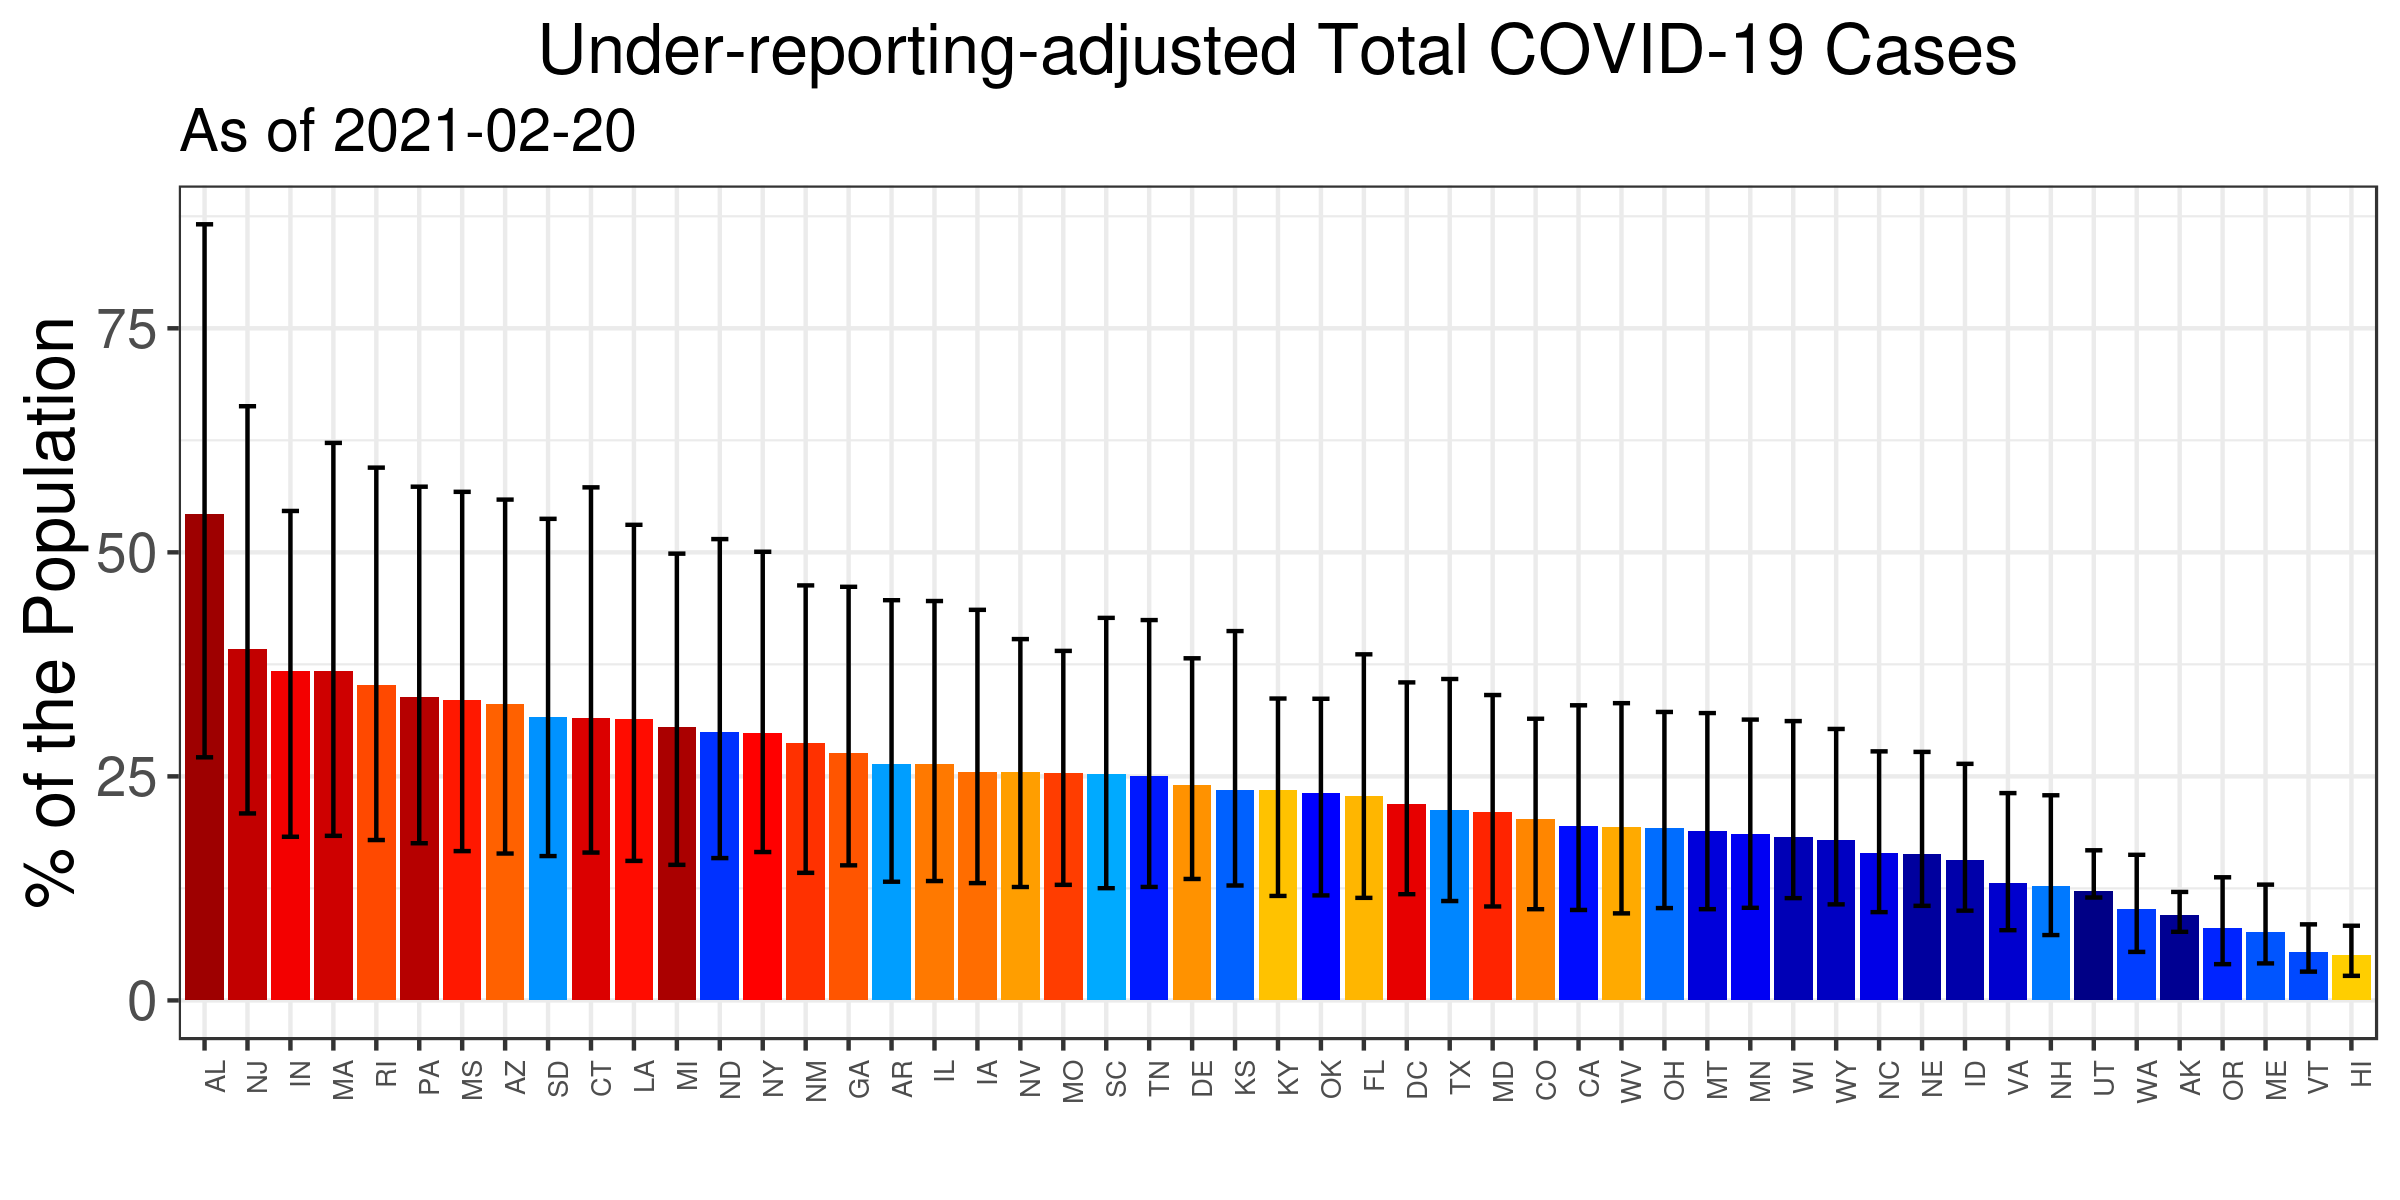 Under-reporting-adjusted Total COVID-19 Cases
As of 2021-02-20
% of the Population
75
50
25
0
AL NJ IN MA RI PA MS AZ SD CT LA MI ND NY NM GA AR IL IA NV MO SC TN DE KS KY OK FL DC TX MD CO CA WV OH MT MN WI WY NC NE ID VA NH UT WA AK OR ME VT HI